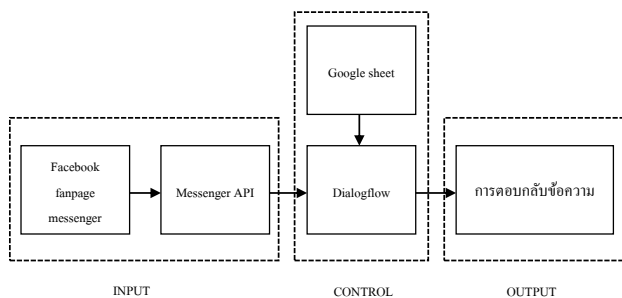 Google sheet
Facebook
fanpage
messenger
Messenger API
Dialogflow
การตอบกลับข้อความ
INPUT
CONTROL
OUTPUT